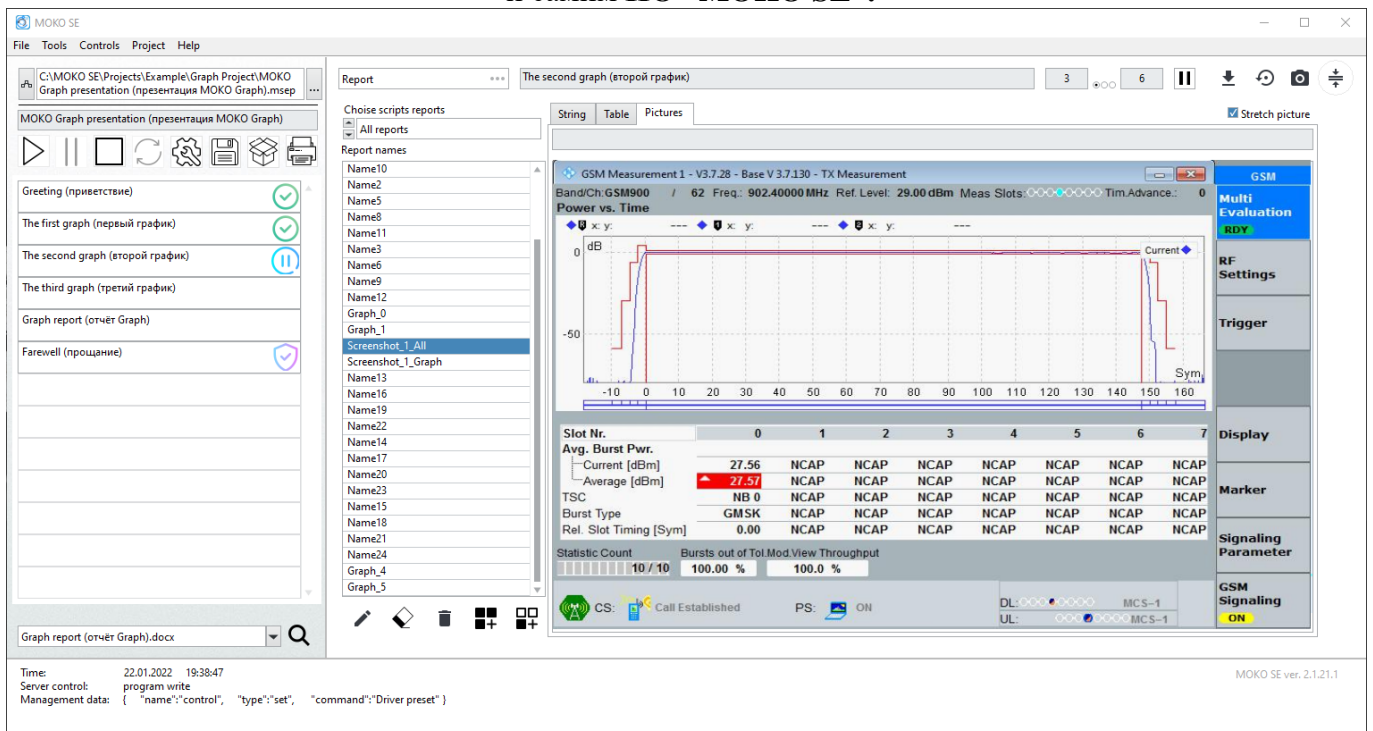 и самим ПО "MOKO SE".
MOKO SE
File Tools Controls Project Help
C:\MOKO SE\Projects\Example\Graph Project\MOKO
Graph presentation (презентация MOKO Graph).msep
...
MOKO Graph presentation (презентация MOKO Graph)
Greeting (приветствие)
The first graph (первый график)
The second graph (второй график)
The third graph (третий график)
Graph report (отчёт Graph)
Farewell (прощание)
Graph report (отчёт Graph).docx
Report
The second graph (второй график)
3
6
Choise scripts reports
All reports
Report names
Name10
Name2
Name5
Name8
Name11
Name3
Name6
Name9
Name12
Graph_0
Graph_1
Screenshot_1_All
Screenshot_1_Graph
Name13
Name16
Name19
Name22
Name14
Name17
Name20
Name23
Name15
Name18
Name21
Name24
Graph_4
Graph_5
String Table Pictures
Stretch picture
GSM Measurement 1 - V3.7.28 - Base V 3.7.130 - TX Measurement
Band/Ch:GSM900 / 62 Freq.: 902.40000 MHz Ref. Level: 29.00 dBm Meas Slots: Tim.Advance.: 0
Power vs. Time
x: y: --- x: y: --- x: y: ---
dB
Current
0
-50
Sym.
-10 0 10 20 30 40 50 60 70 80 90 100 110 120 130 140 150 160
Slot Nr. 0 1 2 3 4 5 6 7
Avg. Burst Pwr.
Current [dBm] 27.56 NCAP NCAP NCAP NCAP NCAP NCAP NCAP
Average [dBm] 27.57 NCAP NCAP NCAP NCAP NCAP NCAP NCAP
TSC NB 0 NCAP NCAP NCAP NCAP NCAP NCAP NCAP
Burst Type GMSK NCAP NCAP NCAP NCAP NCAP NCAP NCAP
Rel. Slot Timing [Sym] 0.00 NCAP NCAP NCAP NCAP NCAP NCAP NCAP
Statistic Count Bursts out of Tol. Mod.View Throughput
10 / 10 100.00 % 100.0 %
CS: Call Established PS: ON
DL: MCS-1
UL: MCS-1
GSM
Multi
Evaluation
RDY
RF
Settings
Trigger
Display
Marker
Signaling
Parameter
GSM
Signaling
ON
Time: 22.01.2022 19:38:47
Server control: program write
Management data: { "name":"control", "type":"set", "command":"Driver preset" }
MOKO SE ver. 2.1.21.1